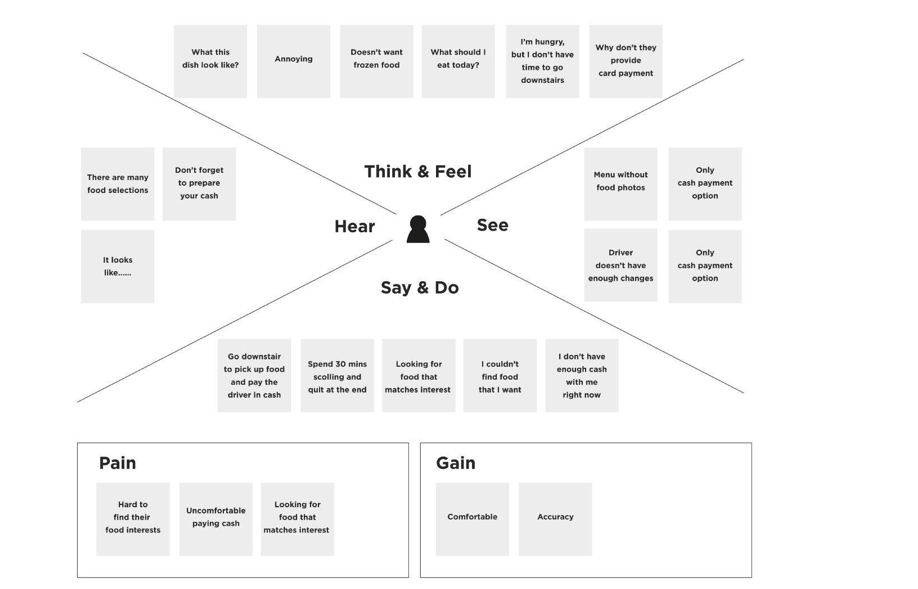 What this
dish look like?
Annoying
Doesn't want
frozen food
What should I
eat today?
I'm hungry,
but I don't have
time to go
downstairs
Why don't they
provide
card payment
Think & Feel
There are many
food selections
Don't forget
to prepare
your cash
It looks
like......
Hear
See
Menu without
food photos
Only
cash payment
option
Driver
doesn't have
enough changes
Only
cash payment
option
Say & Do
Go downstair
to pick up food
and pay the
driver in cash
Spend 30 mins
scolling and
quit at the end
Looking for
food that
matches interest
I couldn't
find food
that I want
I don't have
enough cash
with me
right now
Pain
Hard to
find their
food interests
Uncomfortable
paying cash
Looking for
food that
matches interest
Gain
Comfortable
Accuracy